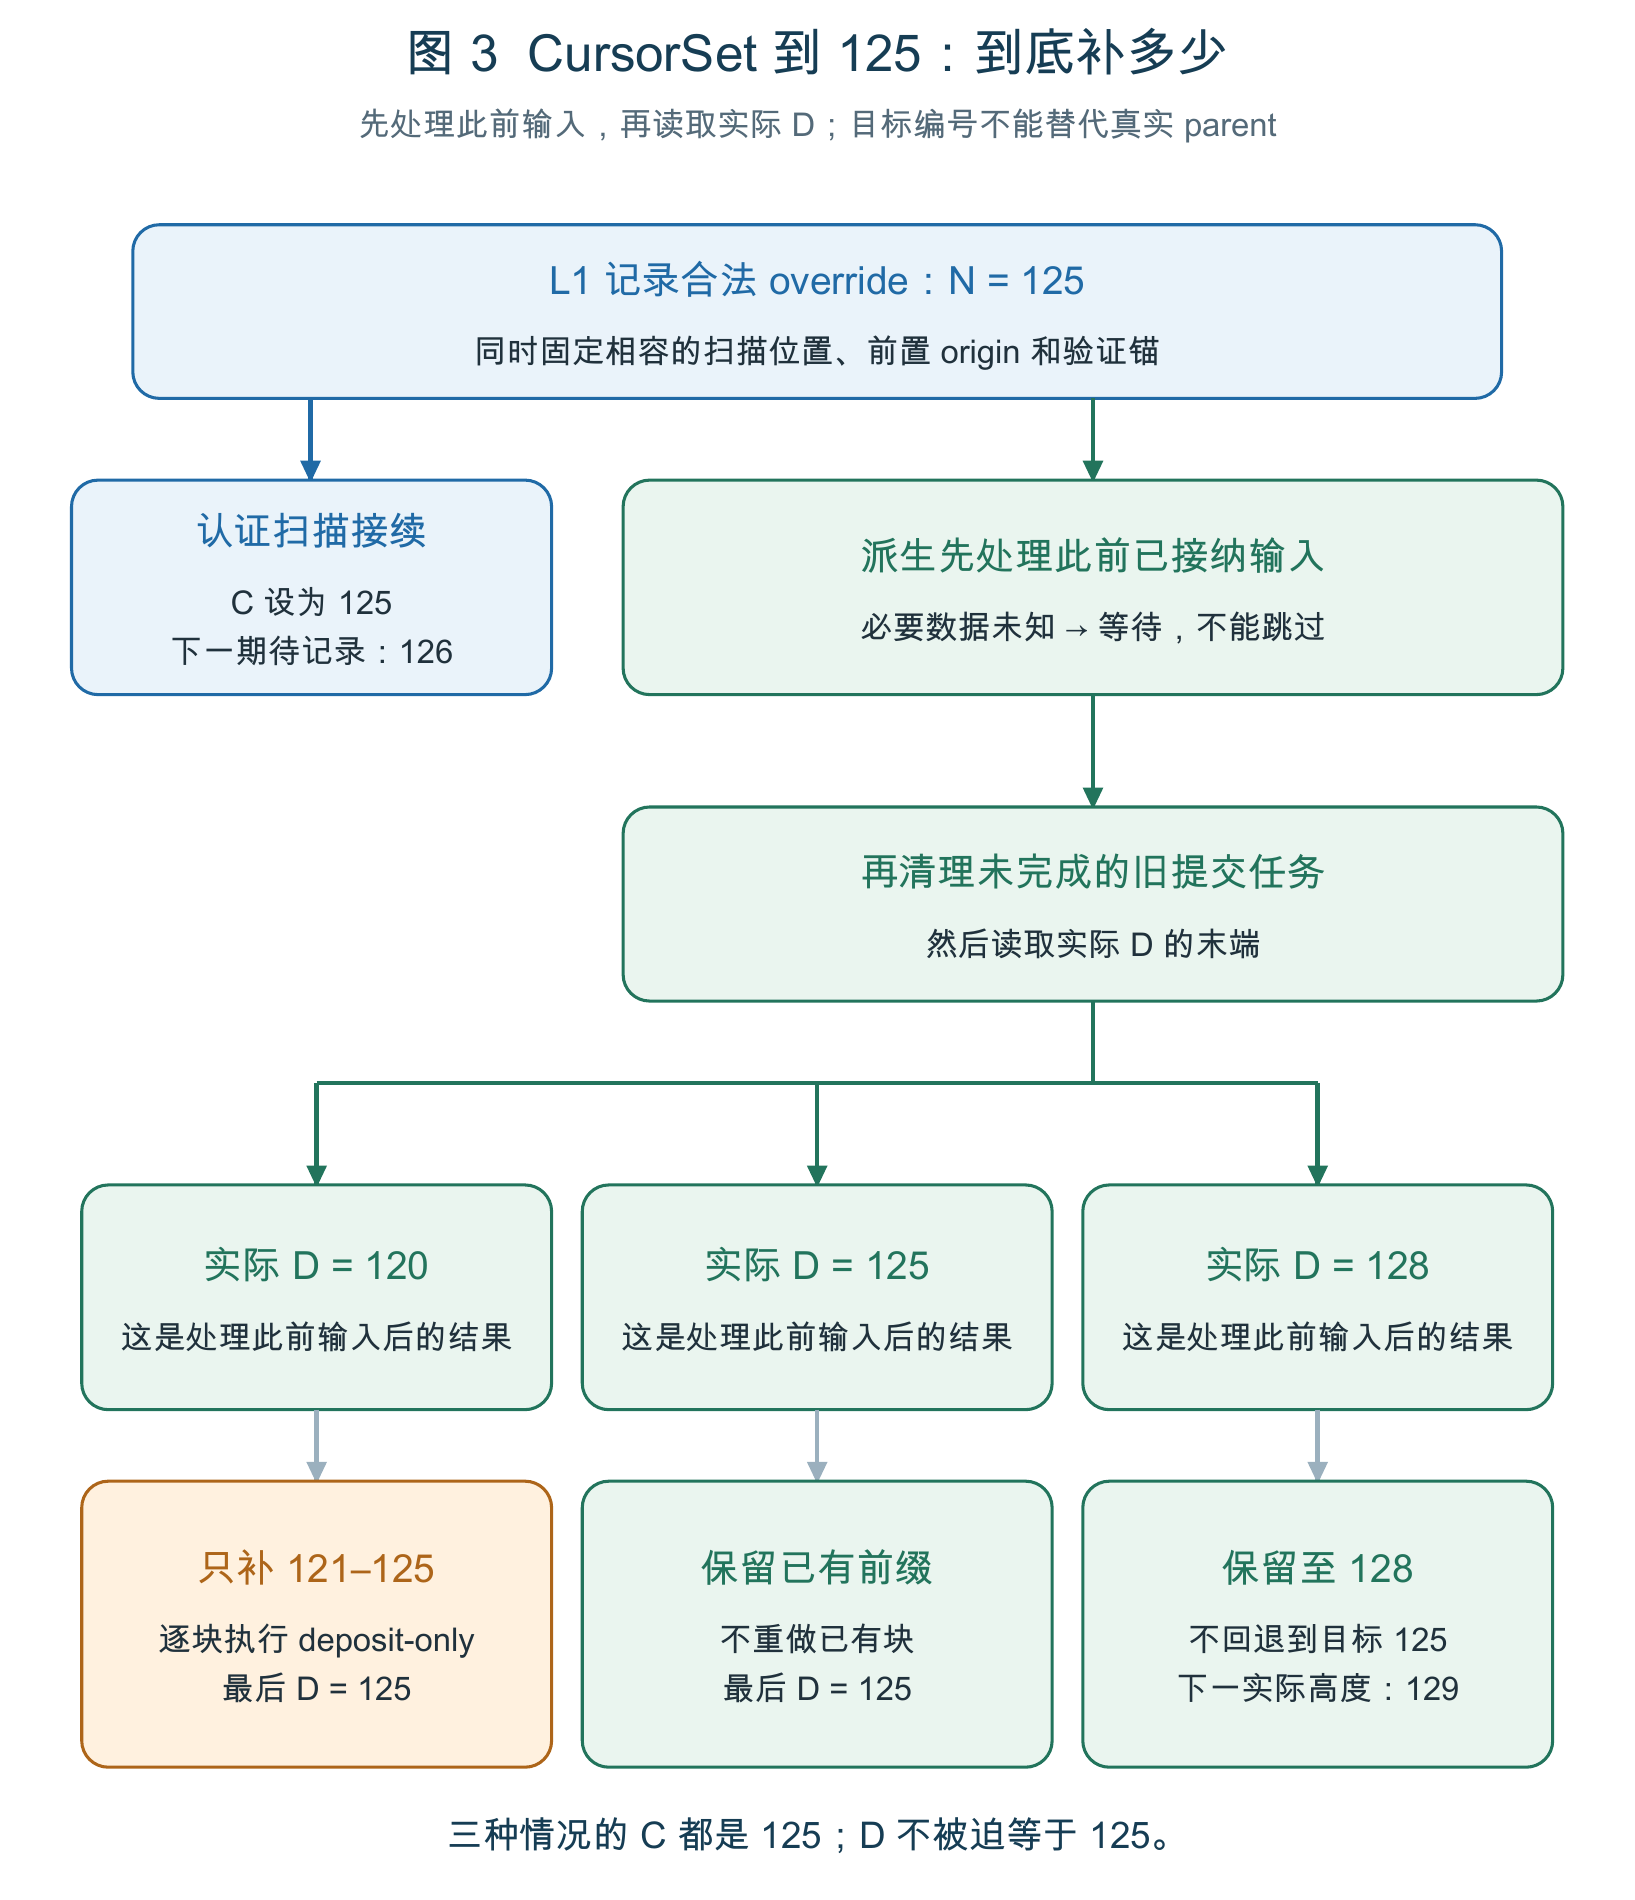 图 3 CursorSet 到 125：到底补多少
先处理此前输入，再读取实际 D；目标编号不能替代真实 parent
L1 记录合法 override：N = 125
同时固定相容的扫描位置、前置 origin 和验证锚
认证扫描接续
C 设为 125
下一期待记录：126
派生先处理此前已接纳输入
必要数据未知→等待，不能跳过
再清理未完成的旧提交任务
然后读取实际 D 的末端
实际 D = 120
这是处理此前输入后的结果
实际 D = 125
这是处理此前输入后的结果
实际 D = 128
这是处理此前输入后的结果
只补 121–125
逐块执行 deposit-only
最后 D = 125
保留已有前缀
不重做已有块
最后 D = 125
保留至 128
不回退到目标 125
下一实际高度：129
三种情况的 C 都是 125；D 不被迫等于 125。